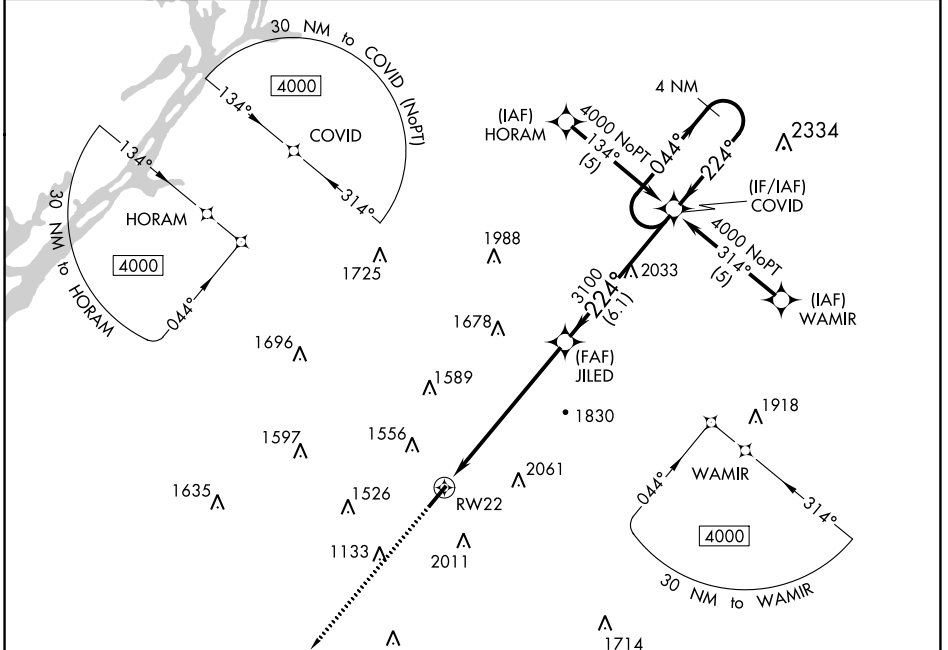 30 NM to COVID (NoPT)
4000
134°
COVID
314°
134°
HORAM
4000
30 NM to HORAM
044°
4 NM
(IAF)
HORAM
4000 NoPT
134°
(5)
044°
224°
2334
(IF/IAF)
COVID
4000 NoPT
314°
(5)
(IAF)
WAMIR
1725
1988
2033
3100
224°
(6.1)
1678
(FAF)
JILED
1696
1589
1830
1918
1597
1556
WAMIR
044°
314°
4000
30 NM to WAMIR
2061
1635
1526
RW22
1133
2011
1714